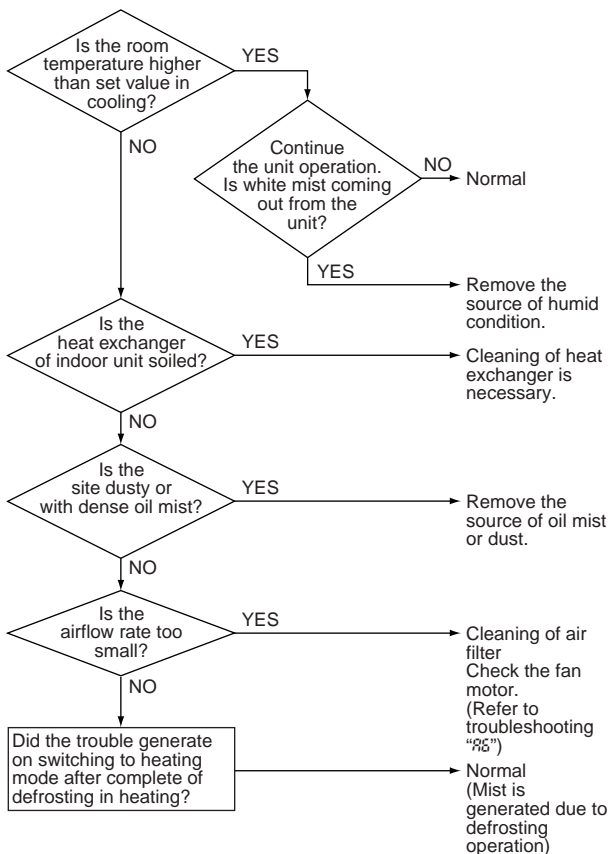 Is the room
temperature higher
than set value in
cooling?
YES
NO
Continue
the unit operation.
Is white mist coming
out from the
unit?
NO
Normal
YES
Remove the
source of humid
condition.
Is the
heat exchanger
of indoor unit soiled?
YES
Cleaning of heat
exchanger is
necessary.
NO
Is the
site dusty or
with dense oil mist?
YES
Remove the
source of oil mist
or dust.
NO
Is the
airflow rate too
small?
YES
Cleaning of air
filter
Check the fan
motor.
(Refer to
troubleshooting
“A6”)
NO
Did the trouble generate
on switching to heating
mode after complete of
defrosting in heating?
Normal
(Mist is
generated due to
defrosting
operation)